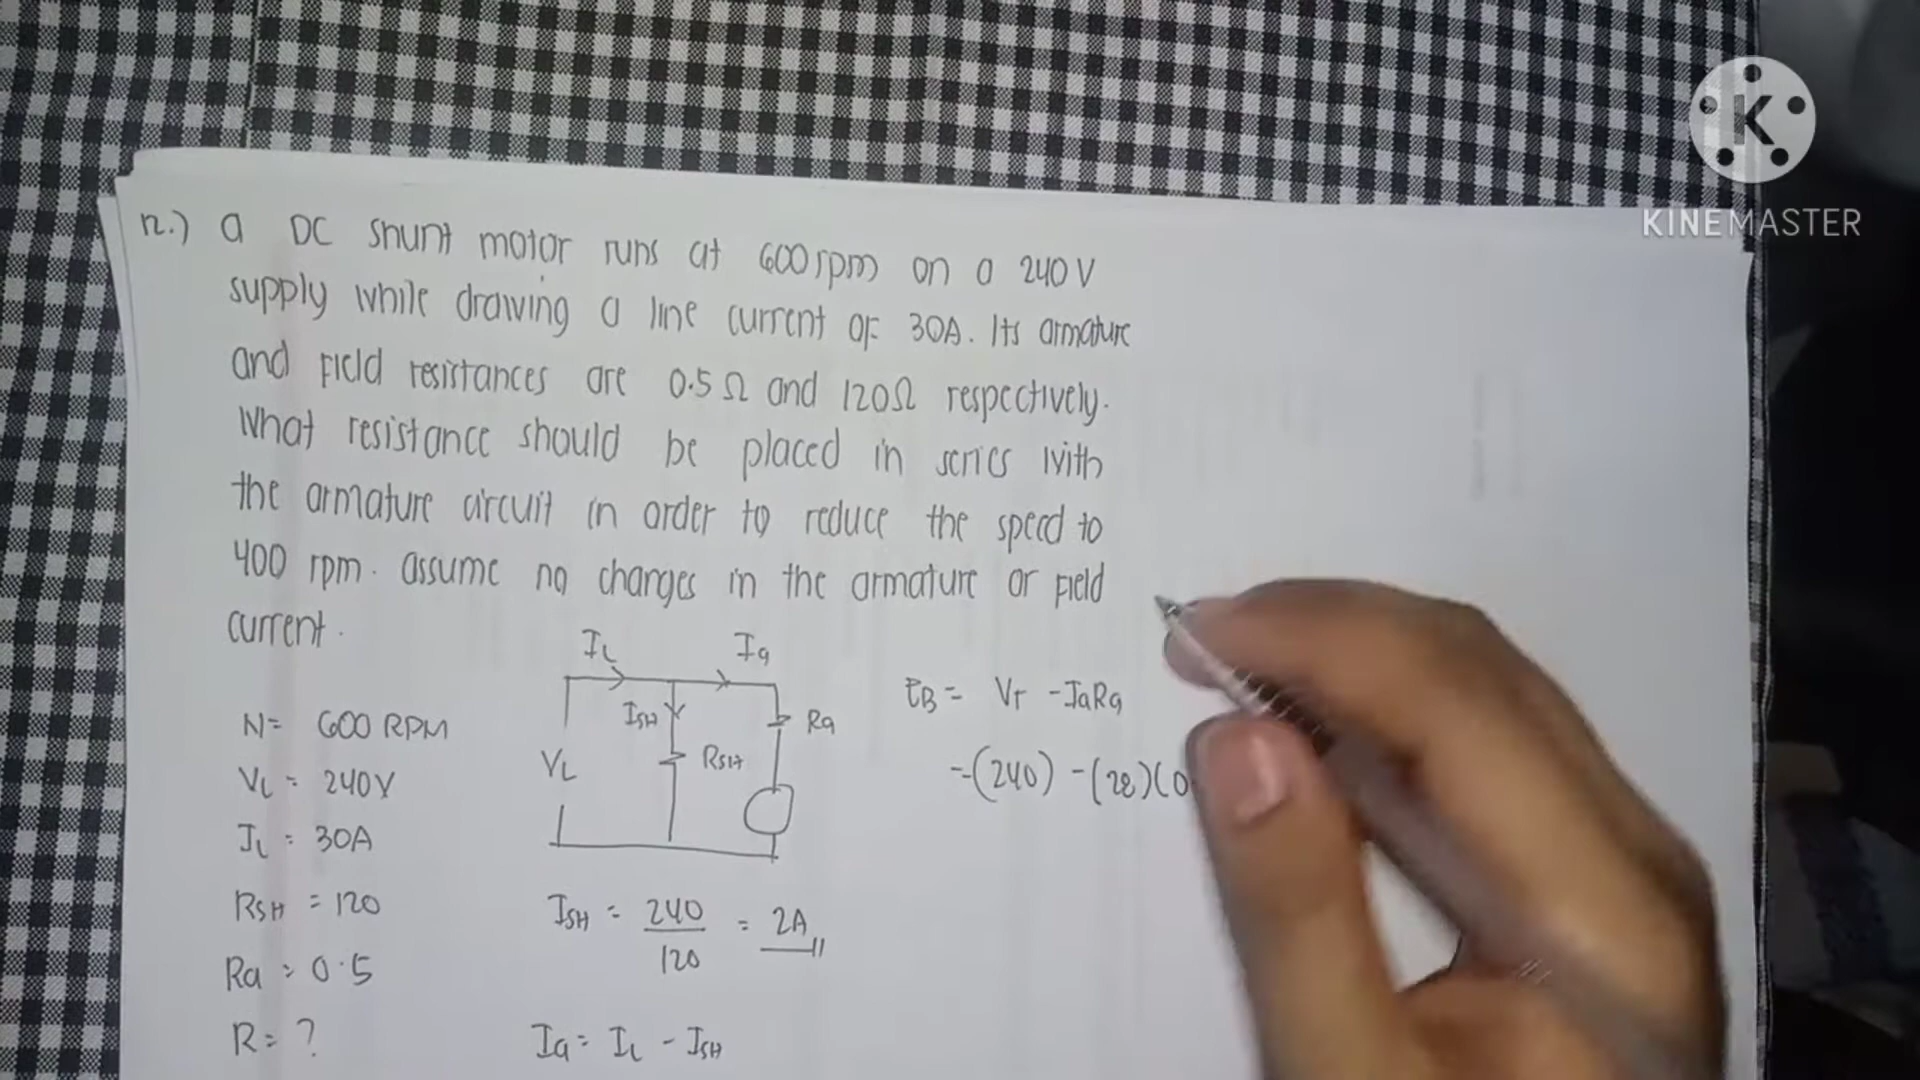 12.) a DC shunt motor runs at 600rpm on a 240V
supply while drawing a line current of 30A. Its armature
and field resistances are 0.5Ω and 120Ω respectively.
What resistance should be placed in series with
the armature circuit in order to reduce the speed to
400 rpm. assume no changes in the armature or field
current.
N= 600 RPM
VL = 240V
IL = 30A
RSH = 120
Ra = 0.5
R= ?
IL Ia
ISH
Ra
VL RSH
ISH = 240/120 = 2A
Ia = IL - ISH
EB = VT - IaRa
=(240) -(28)(0
KINEMASTER